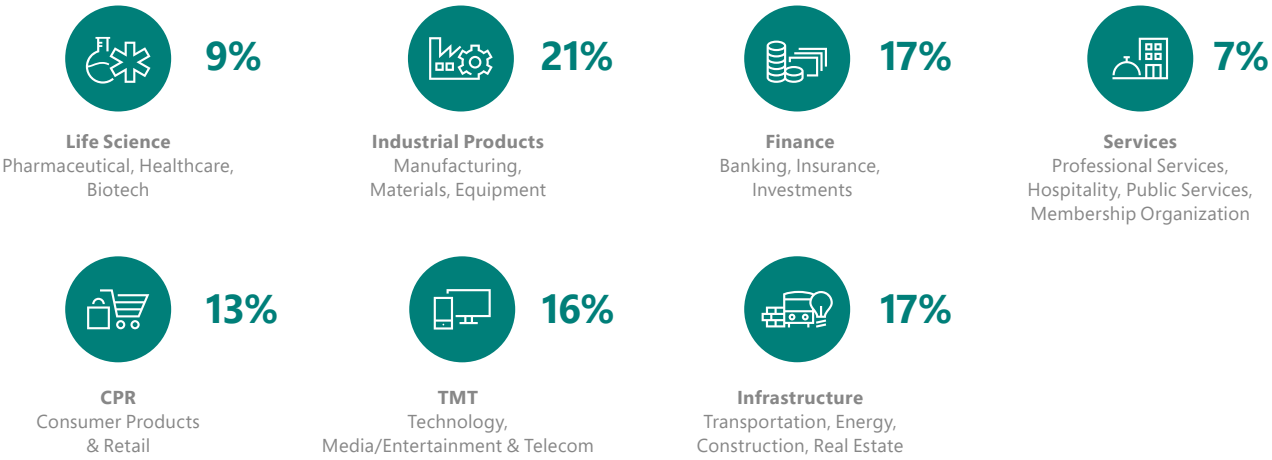 9%
Life Science
Pharmaceutical, Healthcare,
Biotech
21%
Industrial Products
Manufacturing,
Materials, Equipment
17%
Finance
Banking, Insurance,
Investments
7%
Services
Professional Services,
Hospitality, Public Services,
Membership Organization
13%
CPR
Consumer Products
& Retail
16%
TMT
Technology,
Media/Entertainment & Telecom
17%
Infrastructure
Transportation, Energy,
Construction, Real Estate